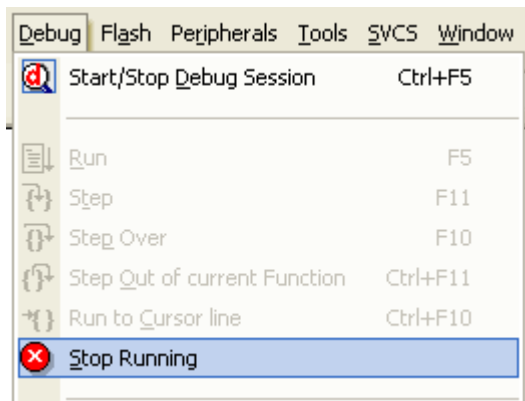 Debug Flash Peripherals Tools SVCS Window
Start/Stop Debug Session Ctrl+F5
Run F5
Step F11
Step Over F10
Step Out of current Function Ctrl+F11
Run to Cursor line Ctrl+F10
Stop Running